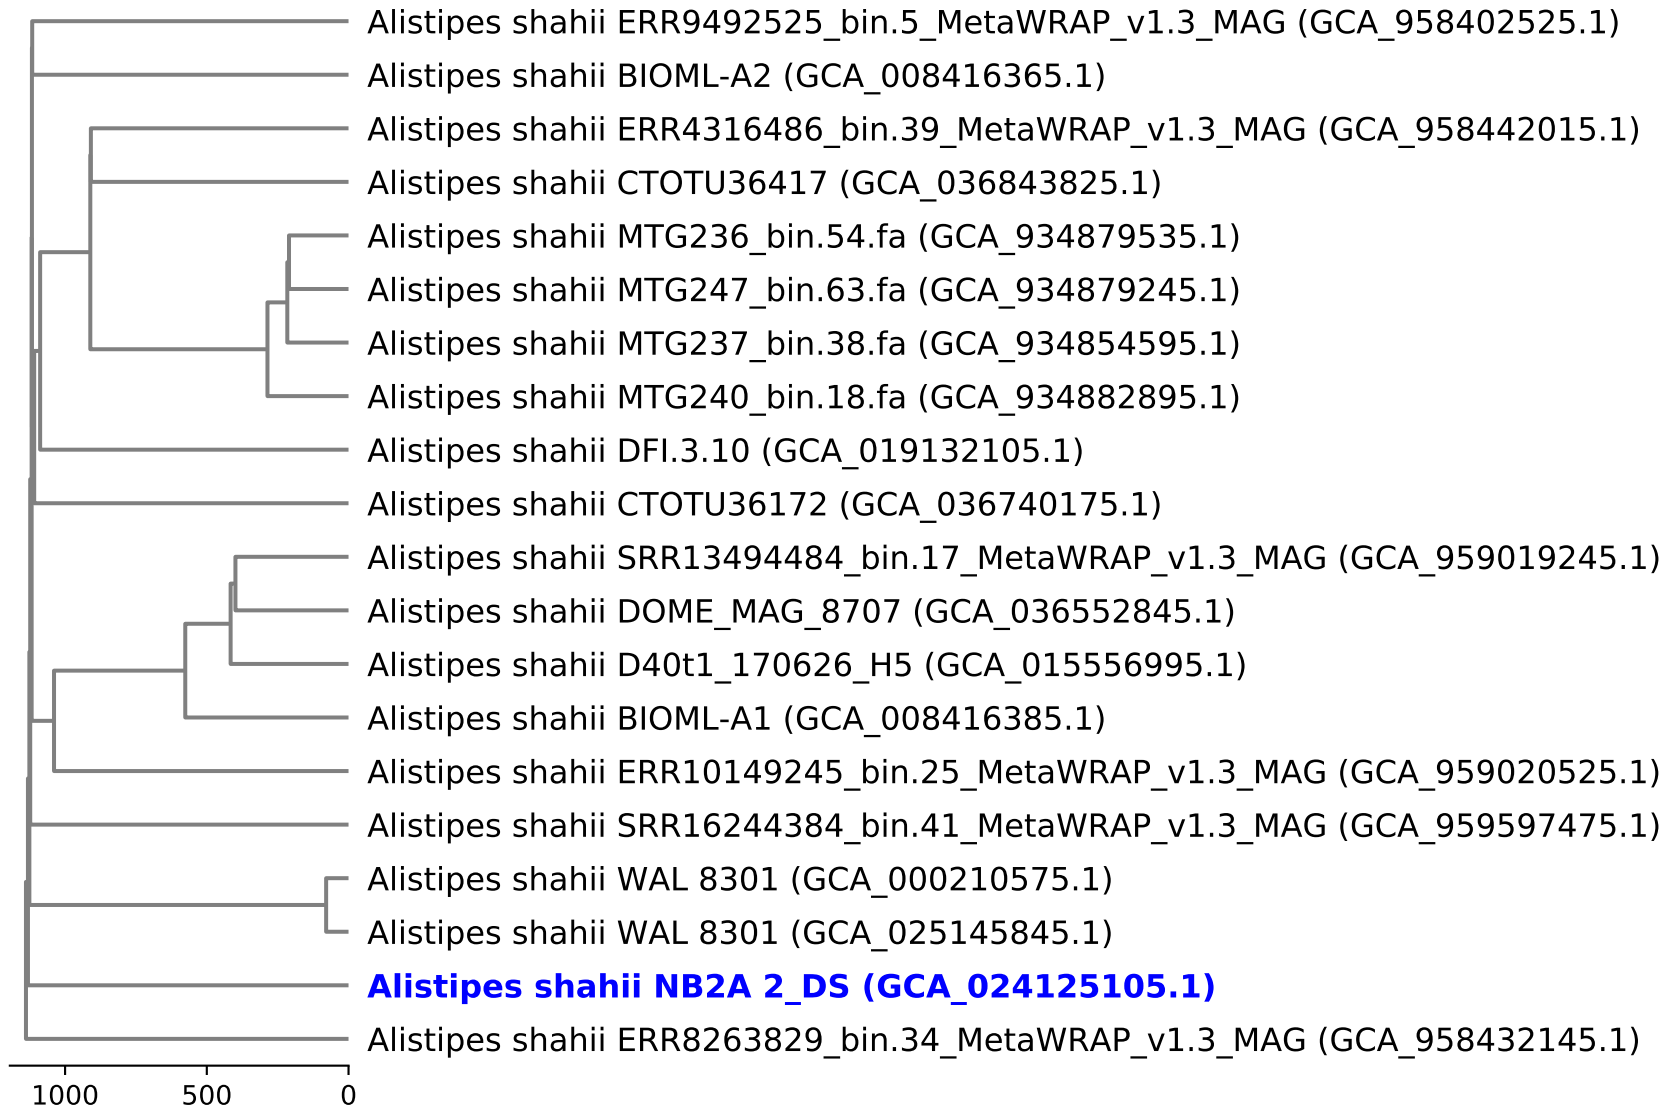 Alistipes shahii ERR9492525_bin.5_MetaWRAP_v1.3_MAG (GCA_958402525.1)
Alistipes shahii BIOML-A2 (GCA_008416365.1)
Alistipes shahii ERR4316486_bin.39_MetaWRAP_v1.3_MAG (GCA_958442015.1)
Alistipes shahii CTOTU36417 (GCA_036843825.1)
Alistipes shahii MTG236_bin.54.fa (GCA_934879535.1)
Alistipes shahii MTG247_bin.63.fa (GCA_934879245.1)
Alistipes shahii MTG237_bin.38.fa (GCA_934854595.1)
Alistipes shahii MTG240_bin.18.fa (GCA_934882895.1)
Alistipes shahii DFI.3.10 (GCA_019132105.1)
Alistipes shahii CTOTU36172 (GCA_036740175.1)
Alistipes shahii SRR13494484_bin.17_MetaWRAP_v1.3_MAG (GCA_959019245.1)
Alistipes shahii DOME_MAG_8707 (GCA_036552845.1)
Alistipes shahii D40t1_170626_H5 (GCA_015556995.1)
Alistipes shahii BIOML-A1 (GCA_008416385.1)
Alistipes shahii ERR10149245_bin.25_MetaWRAP_v1.3_MAG (GCA_959020525.1)
Alistipes shahii SRR16244384_bin.41_MetaWRAP_v1.3_MAG (GCA_959597475.1)
Alistipes shahii WAL 8301 (GCA_000210575.1)
Alistipes shahii WAL 8301 (GCA_025145845.1)
Alistipes shahii NB2A 2_DS (GCA_024125105.1)
Alistipes shahii ERR8263829_bin.34_MetaWRAP_v1.3_MAG (GCA_958432145.1)
1000 500 0